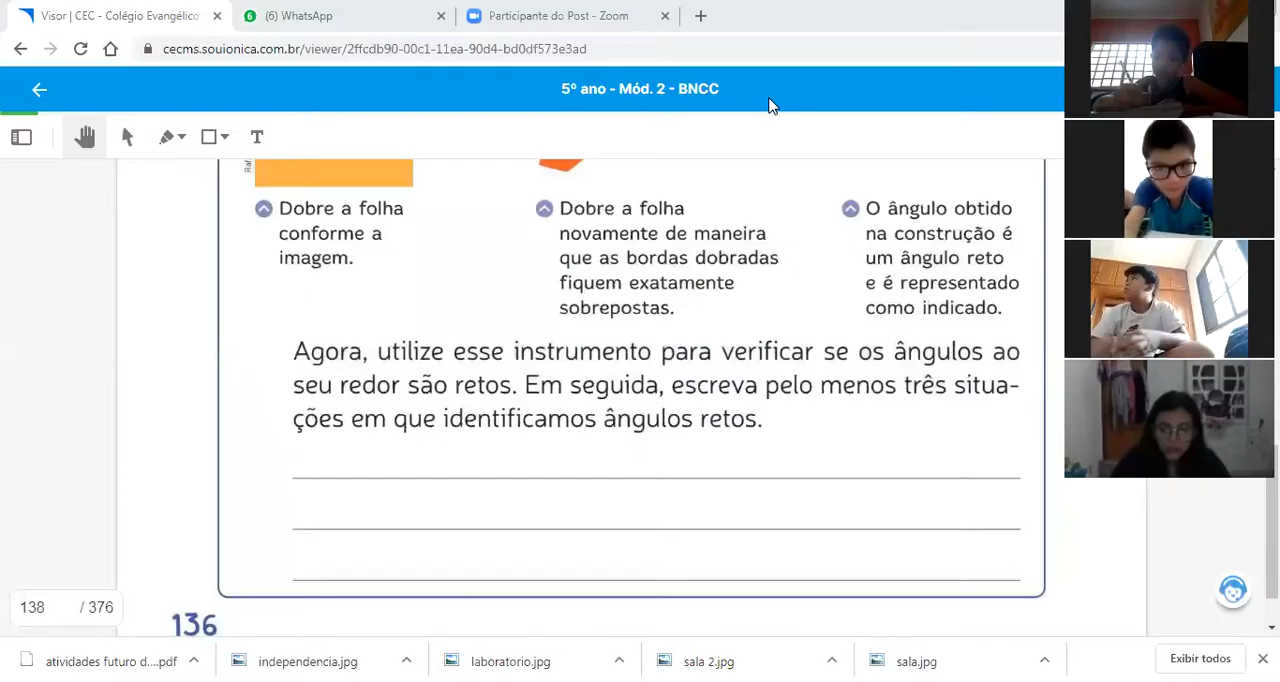 Visor | CEC - Colégio Evangélico
(6) WhatsApp
Participante do Post - Zoom
cecms.souionica.com.br/viewer/2ffcdb90-00c1-11ea-90d4-bd0df573e3ad
5º ano - Mód. 2 - BNCC
T
Dobre a folha
conforme a
imagem.
Dobre a folha
novamente de maneira
que as bordas dobradas
fiquem exatamente
sobrepostas.
O ângulo obtido
na construção é
um ângulo reto
e é representado
como indicado.
Agora, utilize esse instrumento para verificar se os ângulos ao
seu redor são retos. Em seguida, escreva pelo menos três situa-
ções em que identificamos ângulos retos.
138 / 376
136
atividades futuro d....pdf
independencia.jpg
laboratorio.jpg
sala 2.jpg
sala.jpg
Exibir todos